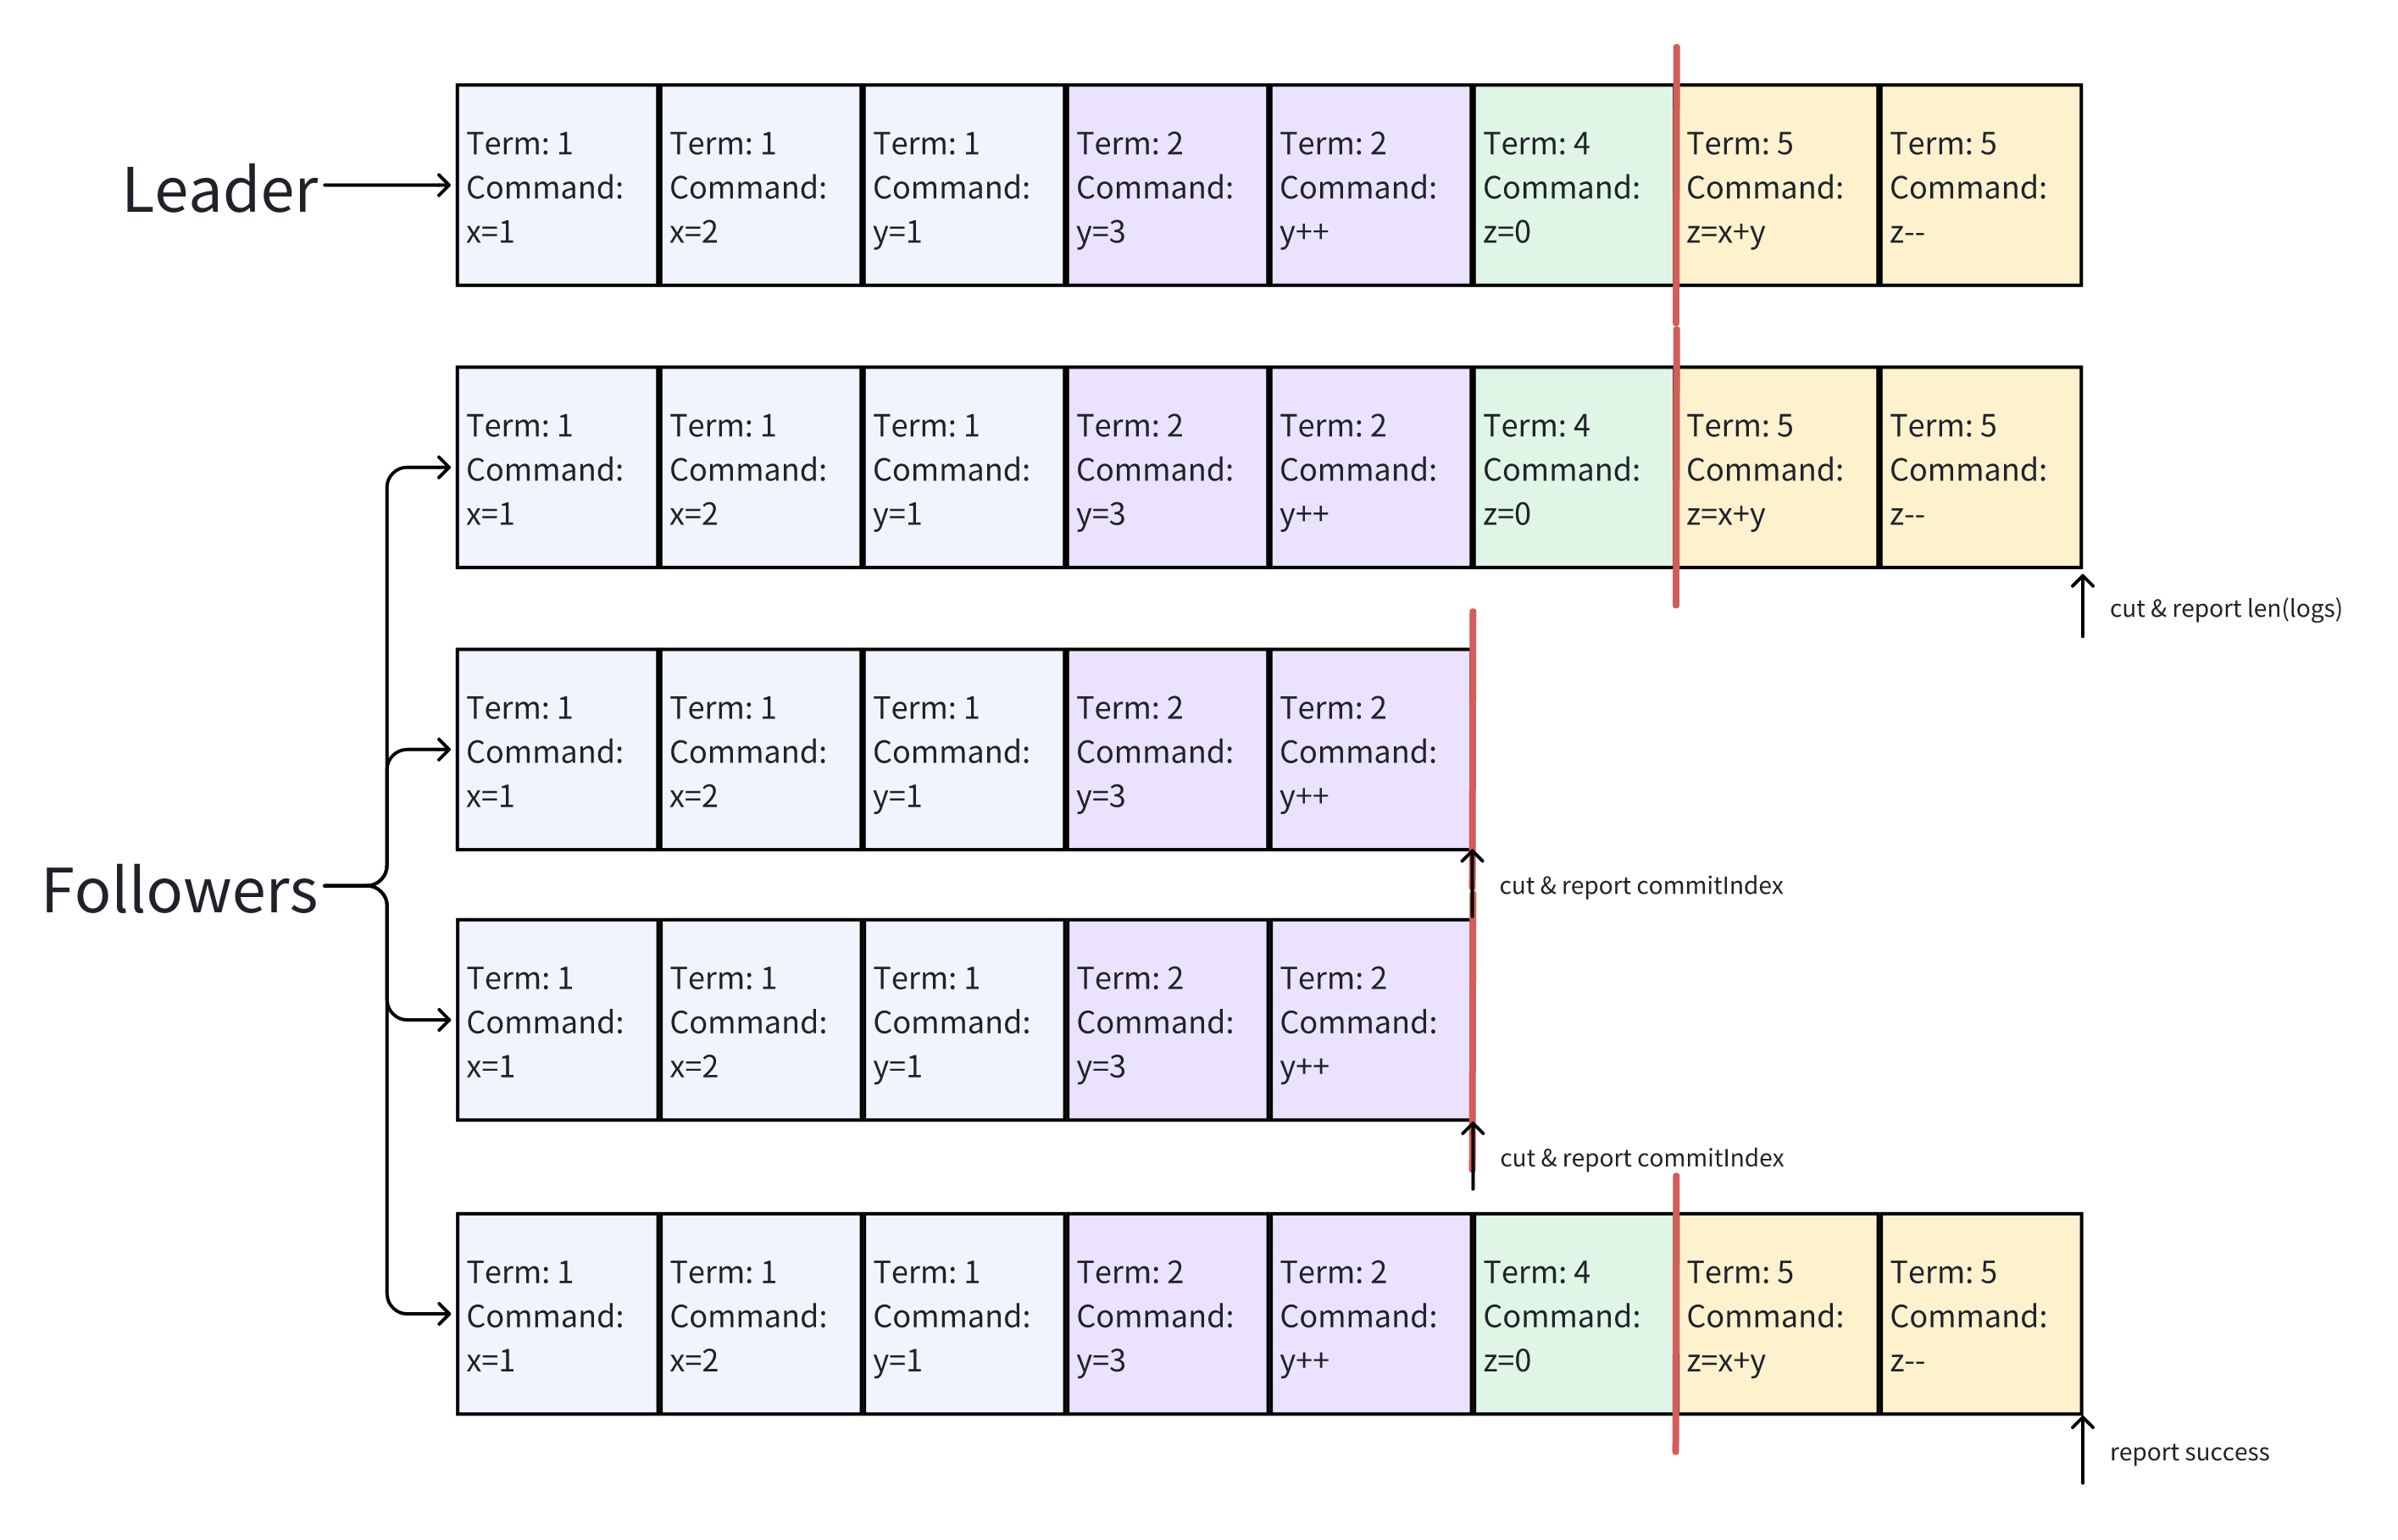 Leader
Term: 1
Command:
x=1
Term: 1
Command:
x=2
Term: 1
Command:
y=1
Term: 2
Command:
y=3
Term: 2
Command:
y++
Term: 4
Command:
z=0
Term: 5
Command:
z=x+y
Term: 5
Command:
z--
Followers
Term: 1
Command:
x=1
Term: 1
Command:
x=2
Term: 1
Command:
y=1
Term: 2
Command:
y=3
Term: 2
Command:
y++
Term: 4
Command:
z=0
Term: 5
Command:
z=x+y
Term: 5
Command:
z--
cut & report len(logs)
Term: 1
Command:
x=1
Term: 1
Command:
x=2
Term: 1
Command:
y=1
Term: 2
Command:
y=3
Term: 2
Command:
y++
cut & report commitIndex
Term: 1
Command:
x=1
Term: 1
Command:
x=2
Term: 1
Command:
y=1
Term: 2
Command:
y=3
Term: 2
Command:
y++
cut & report commitIndex
Term: 1
Command:
x=1
Term: 1
Command:
x=2
Term: 1
Command:
y=1
Term: 2
Command:
y=3
Term: 2
Command:
y++
Term: 4
Command:
z=0
Term: 5
Command:
z=x+y
Term: 5
Command:
z--
report success